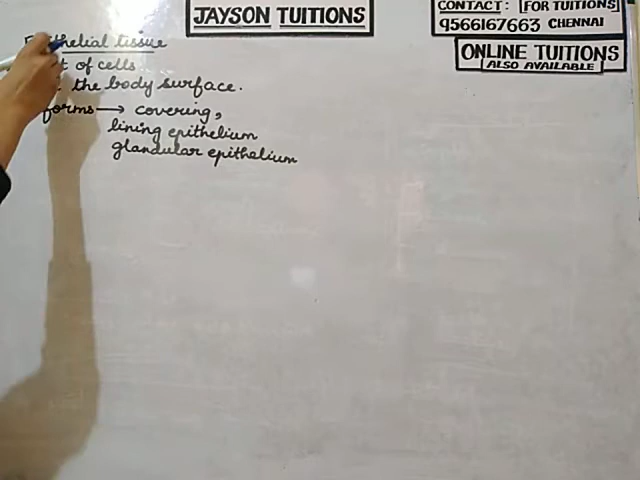 JAYSON TUITIONS
CONTACT: FOR TUITIONS
9566167663 CHENNAI
ONLINE TUITIONS
ALSO AVAILABLE
tissue
of cells
the body surface.
forms → covering,
lining epithelium
glandular epithelium